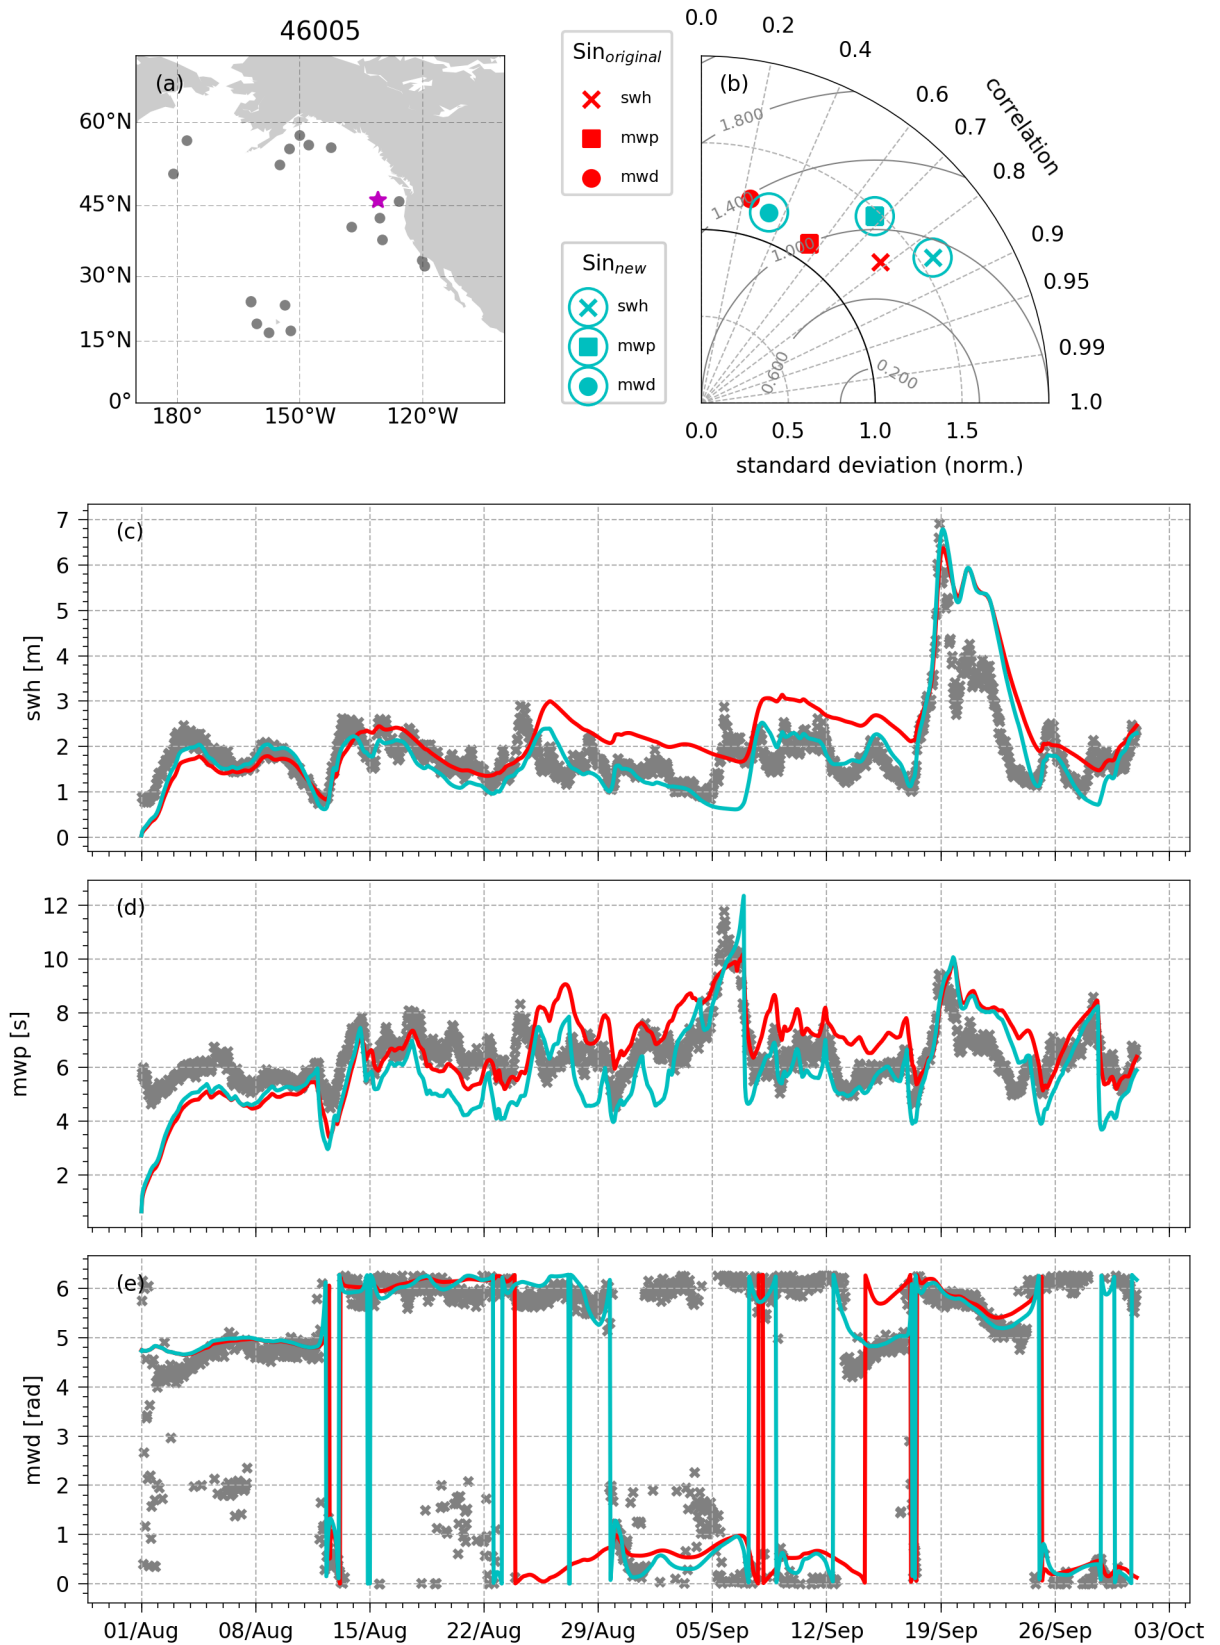 46005
(a)
60°N
45°N
30°N
15°N
0°
180°
150°W
120°W
Sin original
swh
mwp
mwd
Sin new
swh
mwp
mwd
(b)
0.0
0.2
0.4
0.6
0.7
0.8
0.9
0.95
0.99
1.0
correlation
1.800
1.400
1.000
0.600
0.200
0.0
0.5
1.0
1.5
standard deviation (norm.)
(c)
7
6
5
4
3
2
1
0
swh [m]
(d)
12
10
8
6
4
2
mwp [s]
(e)
6
5
4
3
2
1
0
mwd [rad]
01/Aug
08/Aug
15/Aug
22/Aug
29/Aug
05/Sep
12/Sep
19/Sep
26/Sep
03/Oct